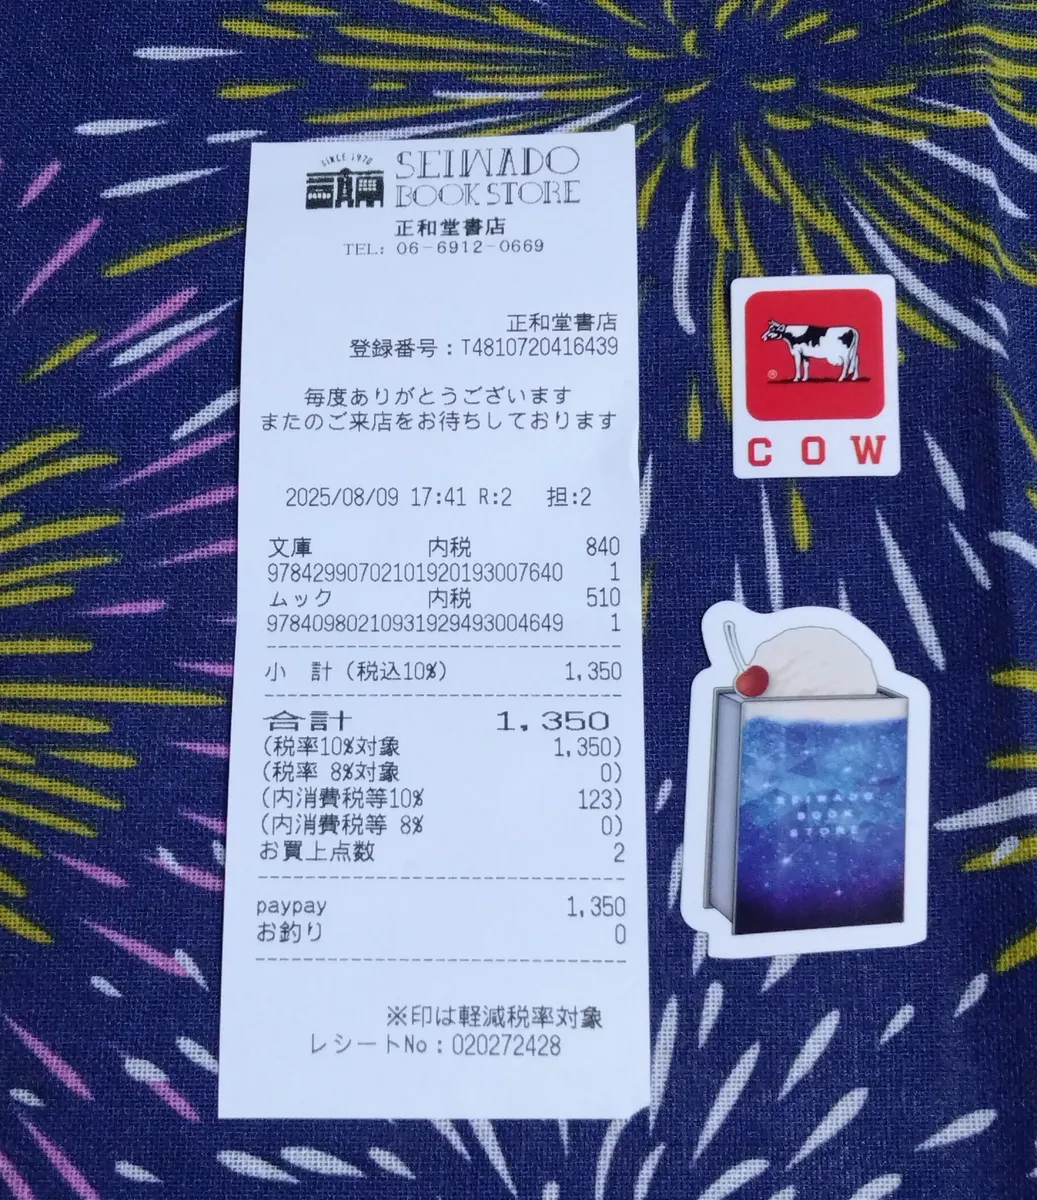 SINCE 1970
SEIWADO
BOOK STORE
正和堂書店
TEL: 06-6912-0669
正和堂書店
登録番号:T4810720416439
毎度ありがとうございます
またのご来店をお待ちしております
2025/08/09 17:41 R:2 担:2
文庫 内税 840
9784299070210192019300764​0 1
ムック 内税 510
9784098021093192949300464​9 1
小 計(税込10%) 1,350
合計 1,350
(税率10%対象 1,350)
(税率 8%対象 0)
(内消費税等10% 123)
(内消費税等 8% 0)
お買上点数 2
paypay 1,350
お釣り 0
※印は軽減税率対象
レシートNo:020272428
®
COW
SEIWADO
BOOK
STORE